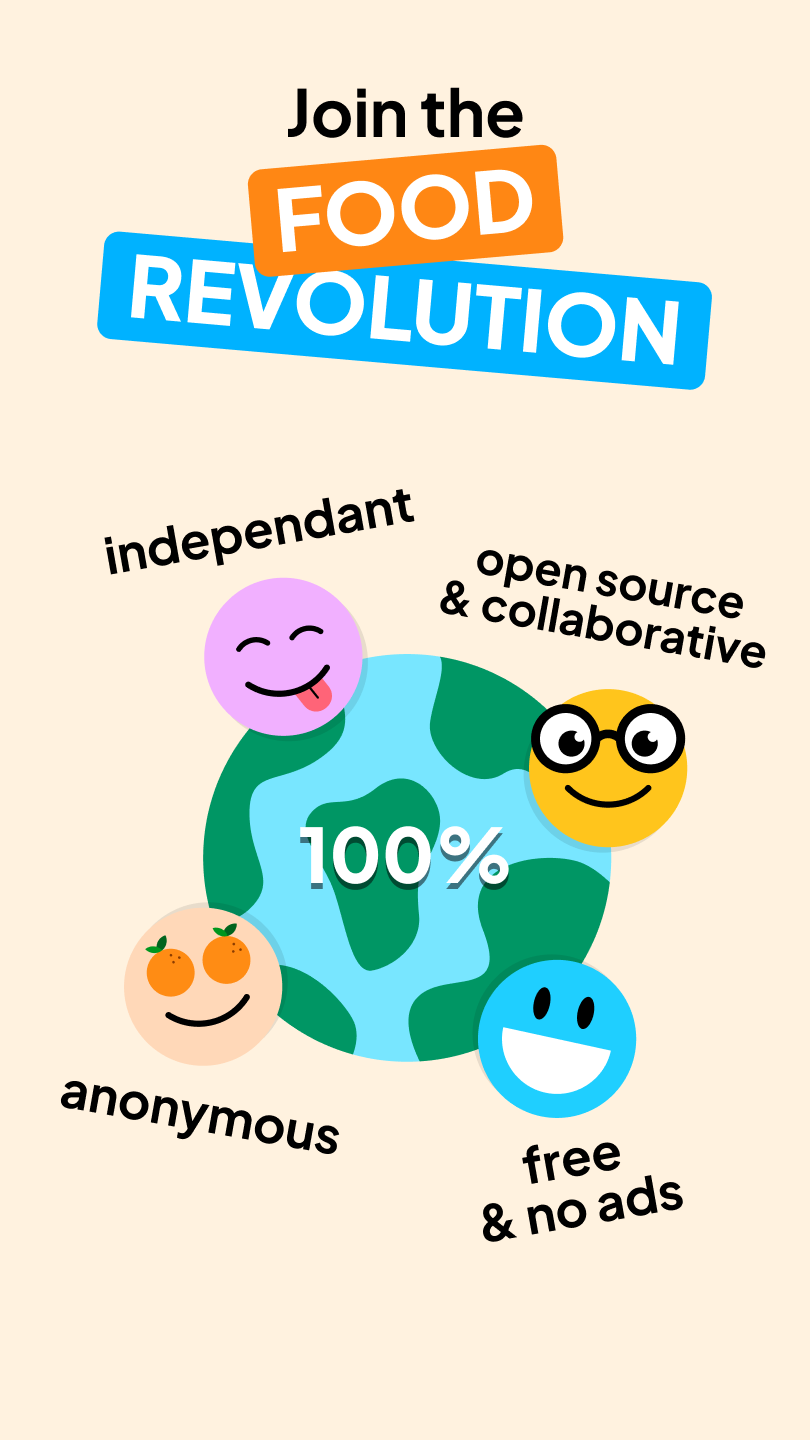 Join the
FOOD
REVOLUTION
independant
open source
& collaborative
100%
anonymous
free
& no ads